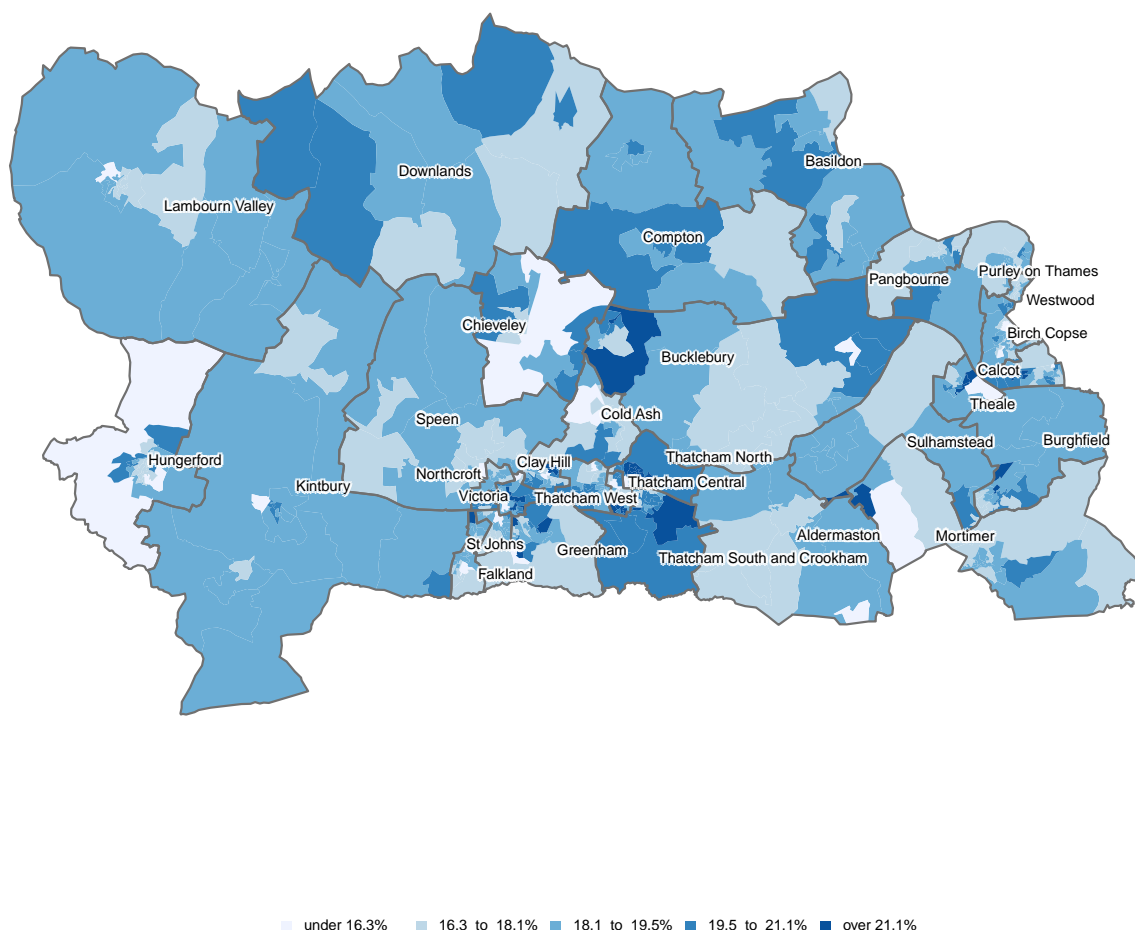 Basildon
Downlands
Lambourn Valley
Compton
Purley on Thames
Pangbourne
Westwood
Chieveley
Birch Copse
Bucklebury
Calcot
Theale
Cold Ash
Speen
Sulhamstead
Burghfield
Thatcham North
Hungerford
Clay Hill
Northcroft
Thatcham Central
Kintbury
Victoria
Thatcham West
Aldermaston
Mortimer
St Johns
Greenham
Thatcham South and Crookham
Falkland
under 16.3% 16.3 to 18.1% 18.1 to 19.5% 19.5 to 21.1% over 21.1%